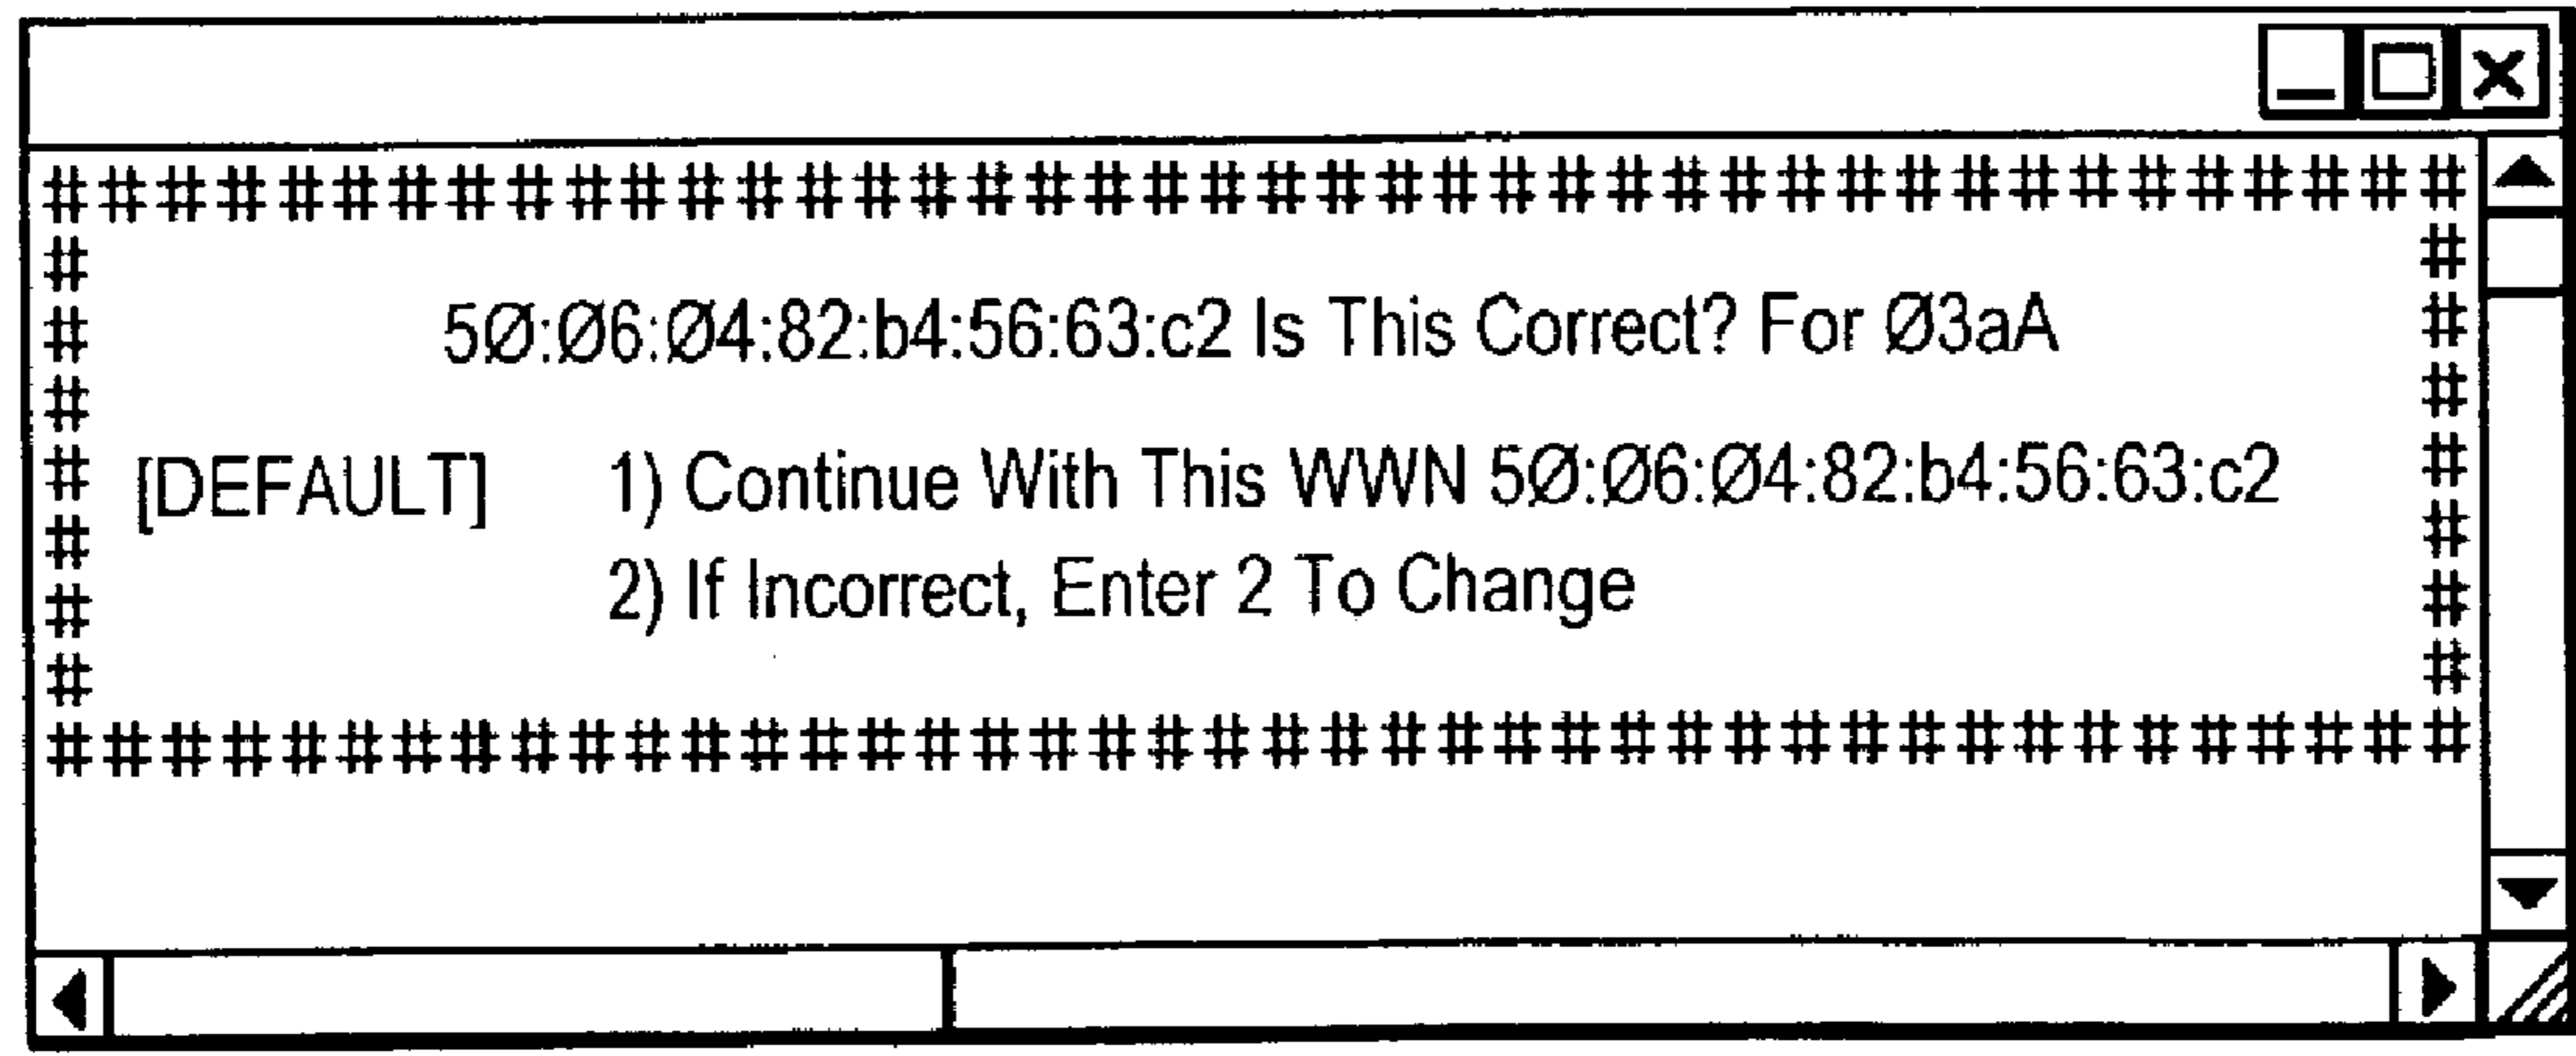 # # # # # # # # # # # # # # # # # # # # # # # # # # # # # # # # # # # # # # # # # #
# #
# 5Ø:Ø6:Ø4:82:b4:56:63:c2 Is This Correct? For Ø3aA #
# #
# [DEFAULT] 1) Continue With This WWN 5Ø:Ø6:Ø4:82:b4:56:63:c2 #
# #
# 2) If Incorrect, Enter 2 To Change #
# #
# # # # # # # # # # # # # # # # # # # # # # # # # # # # # # # # # # # # # # # # # #